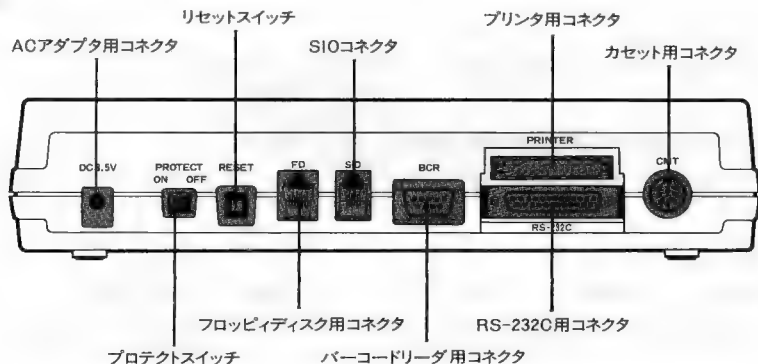 リセットスイッチ
プリンタ用コネクタ
ACアダプタ用コネクタ
SIOコネクタ
カセット用コネクタ
PRINTER
DC8.5V
PROTECT
RESET
FD
SIO
BCR
CMT
ON OFF
RS-232C
フロッピィディスク用コネクタ
RS-232C用コネクタ
プロテクトスイッチ
バーコードリーダ用コネクタ